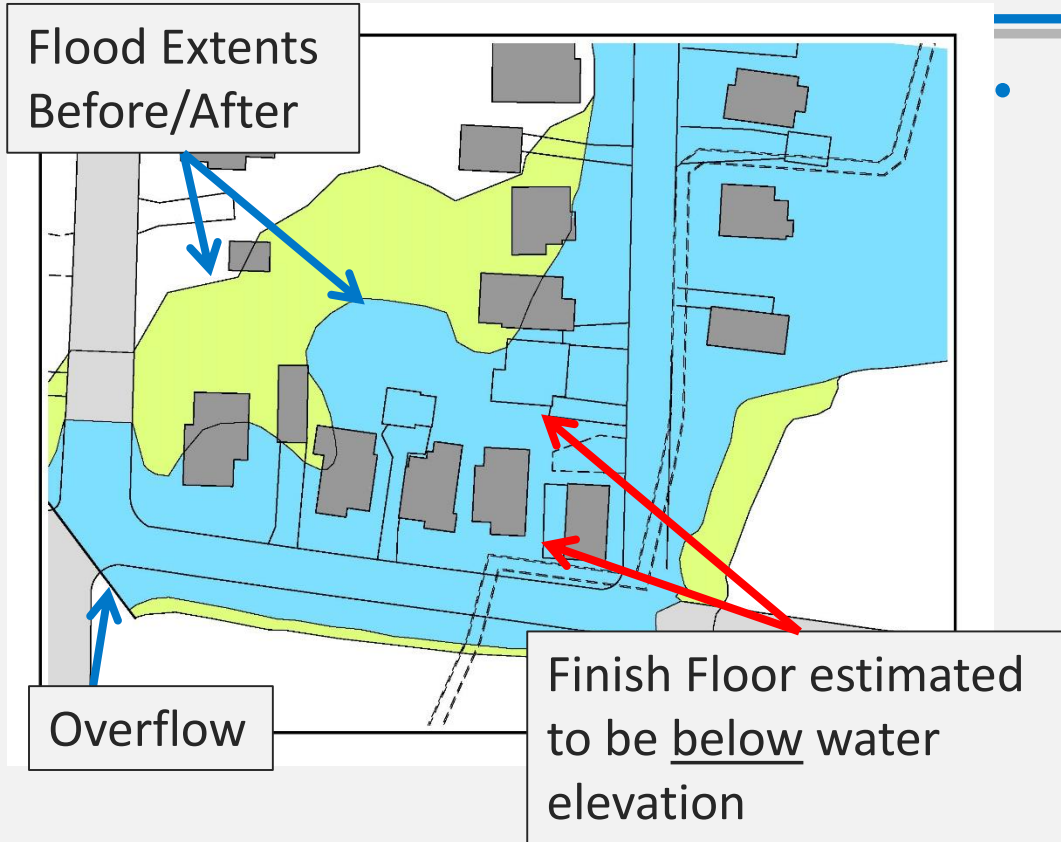 Flood Extents
Before/After
Overflow
Finish Floor estimated
to be below water
elevation